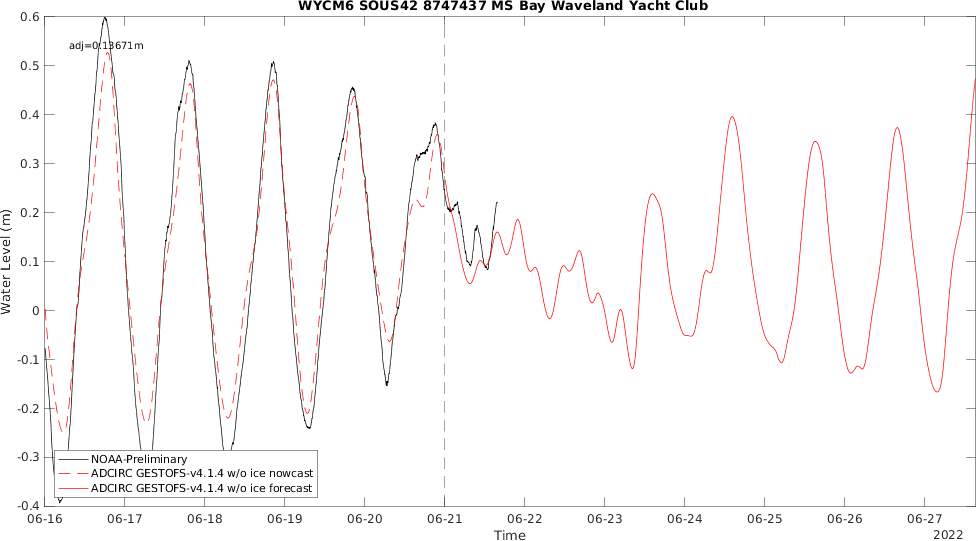 WYCM6 SOUS42 8747437 MS Bay Waveland Yacht Club
0.6
adj=0.13671m
0.5
0.4
0.3
0.2
0.1
0
-0.1
-0.2
-0.3
-0.4
Water Level (m)
NOAA-Preliminary
ADCIRC GESTOFS-v4.1.4 w/o ice nowcast
ADCIRC GESTOFS-v4.1.4 w/o ice forecast
06-16 06-17 06-18 06-19 06-20 06-21 06-22 06-23 06-24 06-25 06-26 06-27
Time
2022